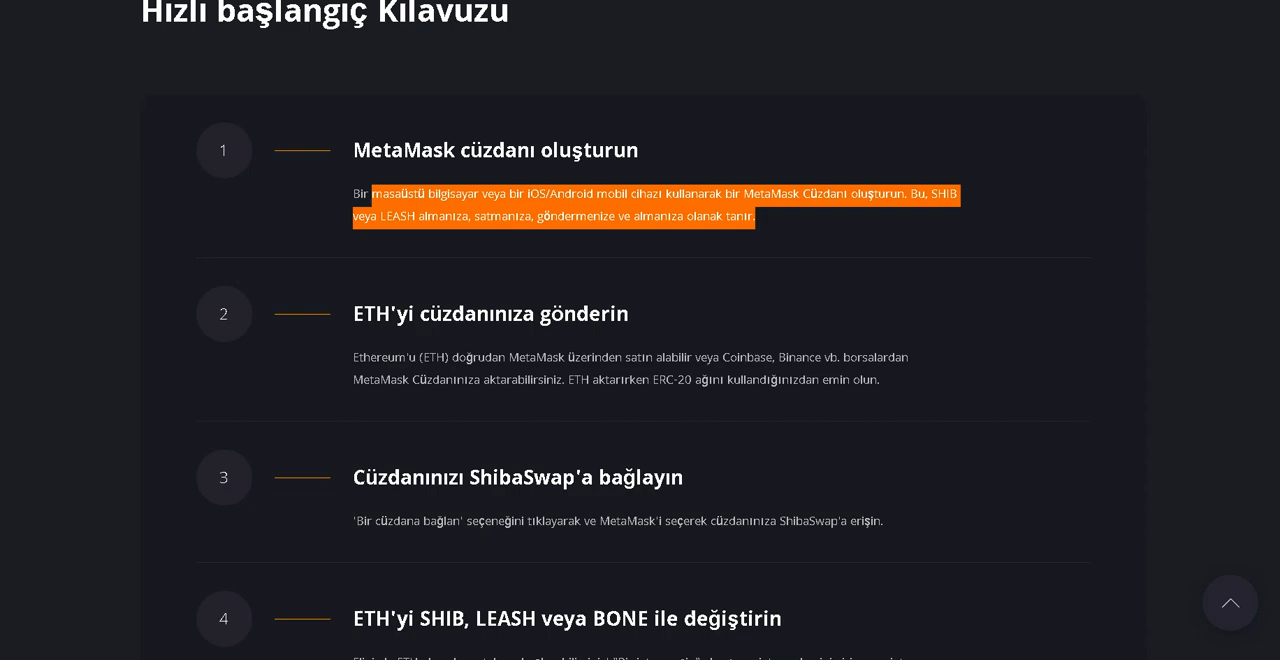 Hızlı başlangıç Kılavuzu
1
MetaMask cüzdanı oluşturun
Bir masaüstü bilgisayar veya bir iOS/Android mobil cihazı kullanarak bir MetaMask Cüzdanı oluşturun. Bu, SHIB
veya LEASH almanıza, satmanıza, göndermenize ve almanıza olanak tanır.
2
ETH'yi cüzdanınıza gönderin
Ethereum'u (ETH) doğrudan MetaMask üzerinden satın alabilir veya Coinbase, Binance vb. borsalardan
MetaMask Cüzdanınıza aktarabilirsiniz. ETH aktarırken ERC-20 ağını kullandığınızdan emin olun.
3
Cüzdanınızı ShibaSwap'a bağlayın
'Bir cüzdana bağlan' seçeneğini tıklayarak ve MetaMask'i seçerek cüzdanınıza ShibaSwap'a erişin.
4
ETH'yi SHIB, LEASH veya BONE ile değiştirin